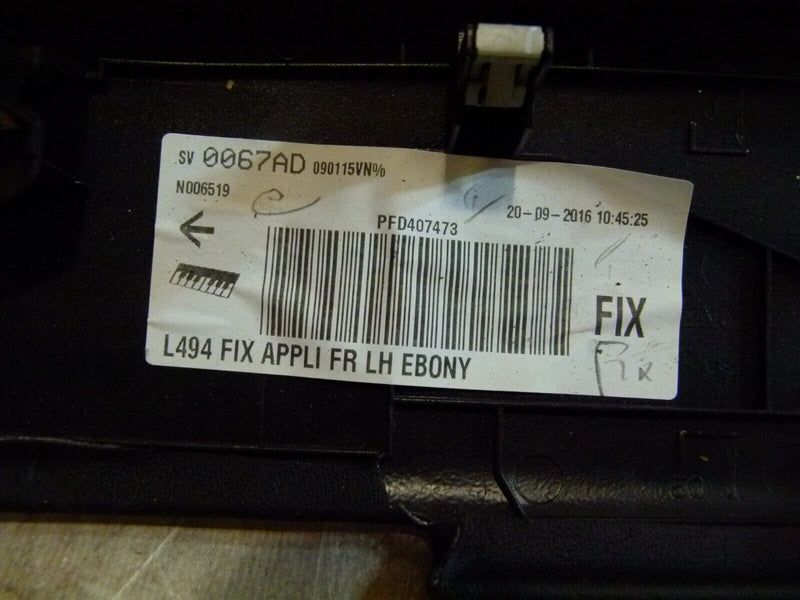 SV 0067AD 090115VN%
N006519
20-09-2016 10:45:25
PFD407473
FIX
L494 FIX APPLI FR LH EBONY